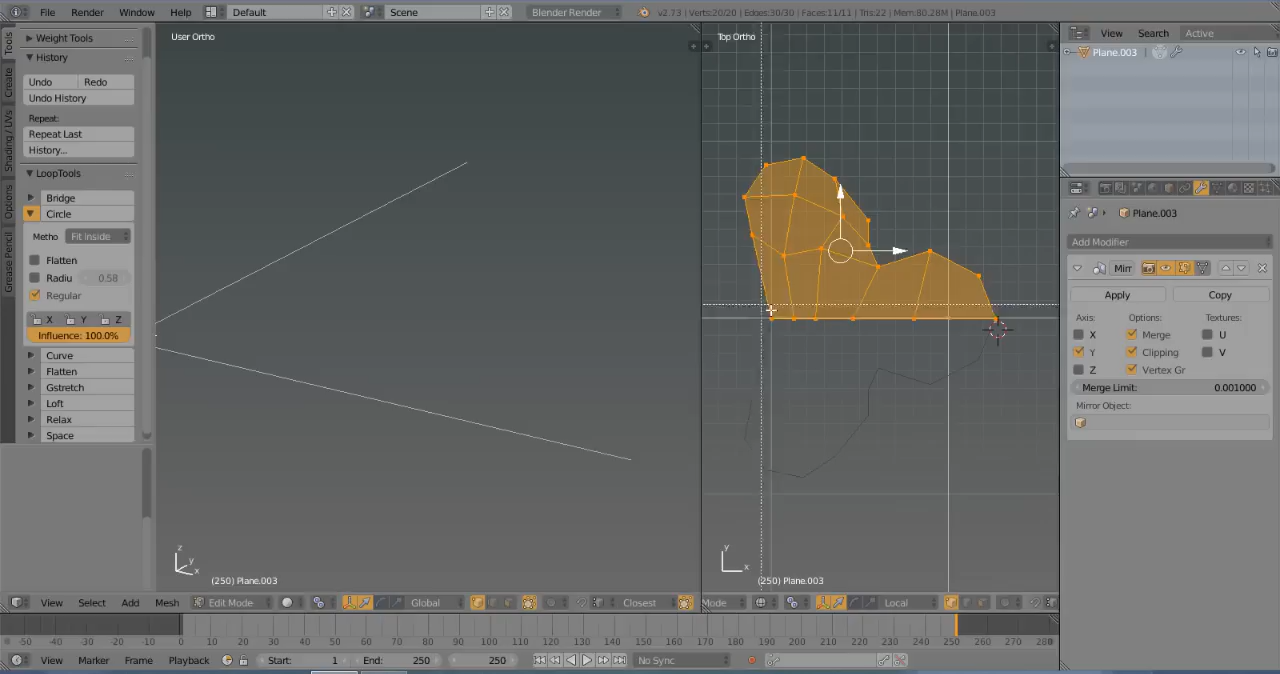 File Render Window Help Default Scene Blender Render v2.73 | Verts:20/20 | Edges:30/30 | Faces:11/11 | Tris:22 | Mem:80.28M | Plane.003
Tools
Create
Shading / UVs
Options
Grease Pencil
Weight Tools
History
Undo Redo
Undo History
Repeat:
Repeat Last
History...
LoopTools
Bridge
Circle
Metho Fit inside
Flatten
Radiu 0.58
Regular
X Y Z
Influence: 100.0%
Curve
Flatten
Gstretch
Loft
Relax
Space
User Ortho
z
y
x
(250) Plane.003
Top Ortho
y
x
(250) Plane.003
View Search Active
Plane.003
Plane.003
Add Modifier
Mirr
Apply Copy
Axis: Options: Textures:
X Merge U
Y Clipping V
Z Vertex Gr
Merge Limit: 0.001000
Mirror Object:
View Select Add Mesh Edit Mode Global Closest Mode Local
-50 -40 -30 -20 -10 0 10 20 30 40 50 60 70 80 90 100 110 120 130 140 150 160 170 180 190 200 210 220 230 240 250 260 270 280
View Marker Frame Playback Start: 1 End: 250 250 No Sync